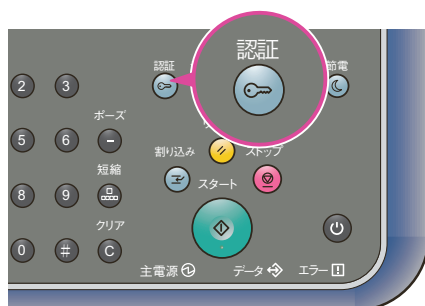 認証
認証
節電
2 3
ポーズ
5 6 -
割り込み
ストップ
短縮
8 9
スタート
クリア
0 # C
主電源 データ エラー